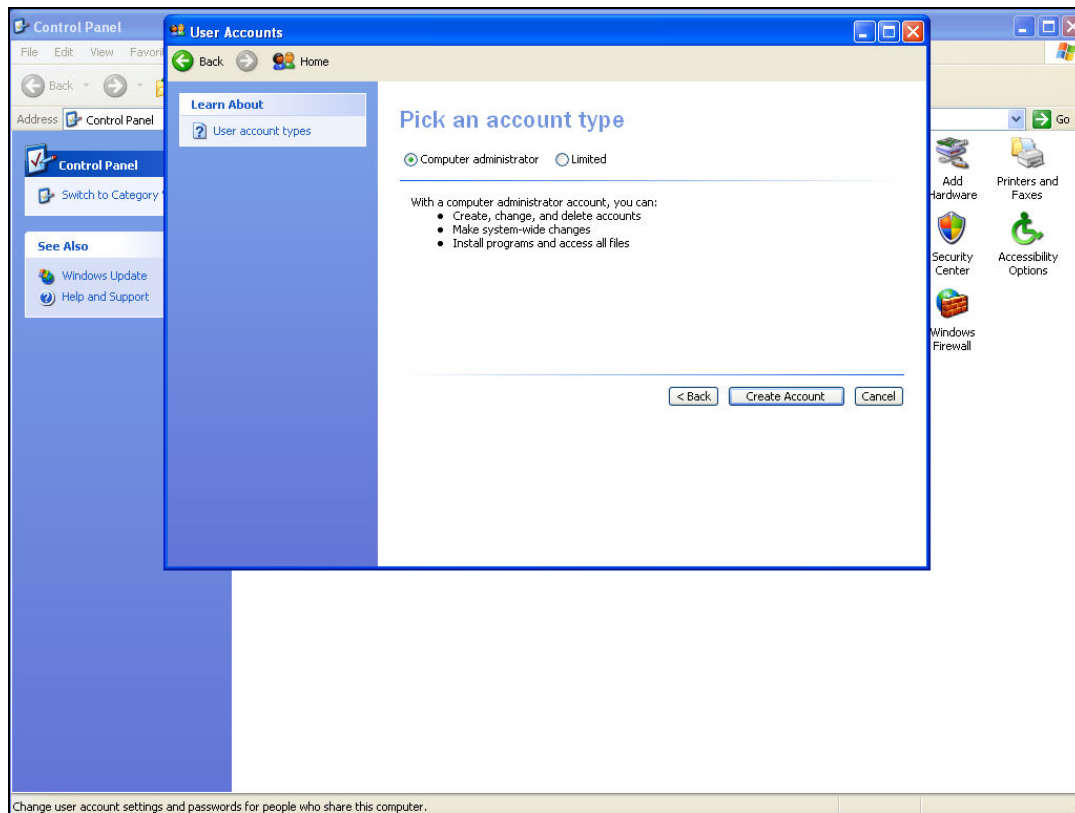 Control Panel
File Edit View Favori
Back
Address Control Panel Go
Control Panel
Switch to Category
See Also
Windows Update
Help and Support
User Accounts
Back Home
Learn About
User account types
Pick an account type
Computer administrator Limited
With a computer administrator account, you can:
• Create, change, and delete accounts
• Make system-wide changes
• Install programs and access all files
< Back Create Account Cancel
Add Hardware
Printers and Faxes
Security Center
Accessibility Options
Windows Firewall
Change user account settings and passwords for people who share this computer.